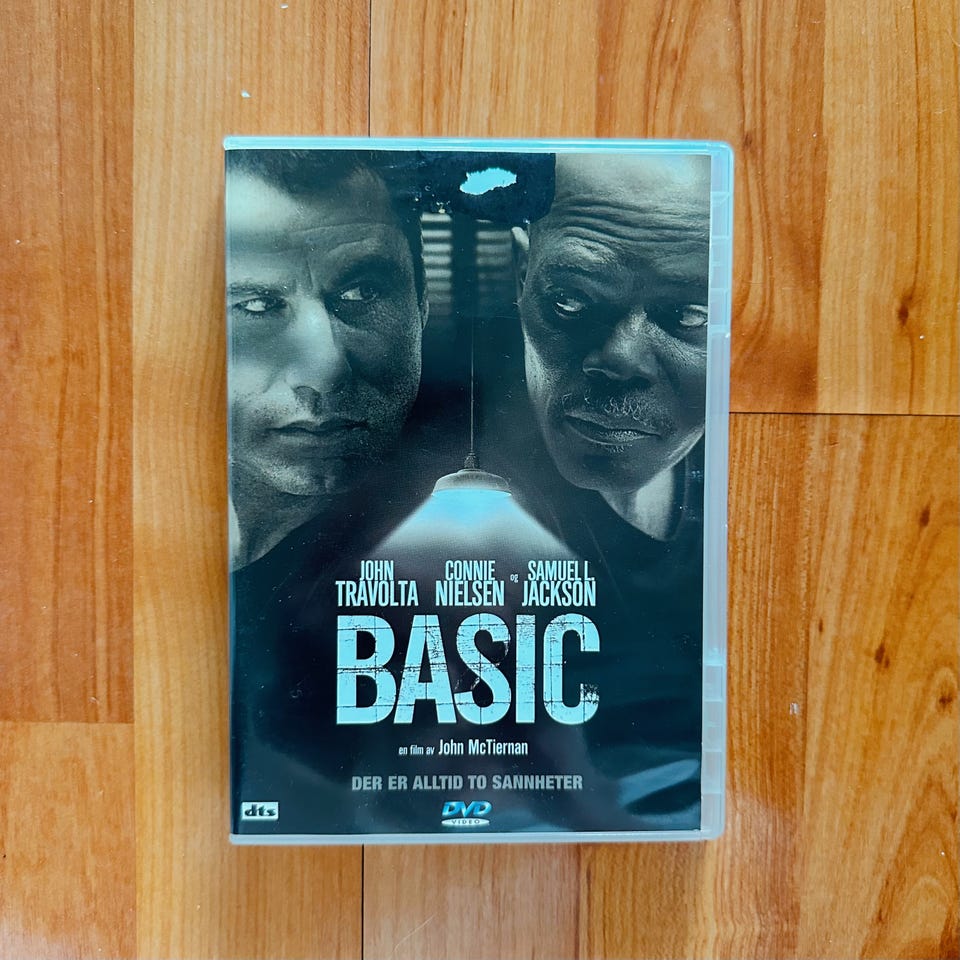 JOHN TRAVOLTA CONNIE NIELSEN og SAMUEL L. JACKSON
BASIC
en film av John McTiernan
DER ER ALLTID TO SANNHETER
dts
DVD
VIDEO